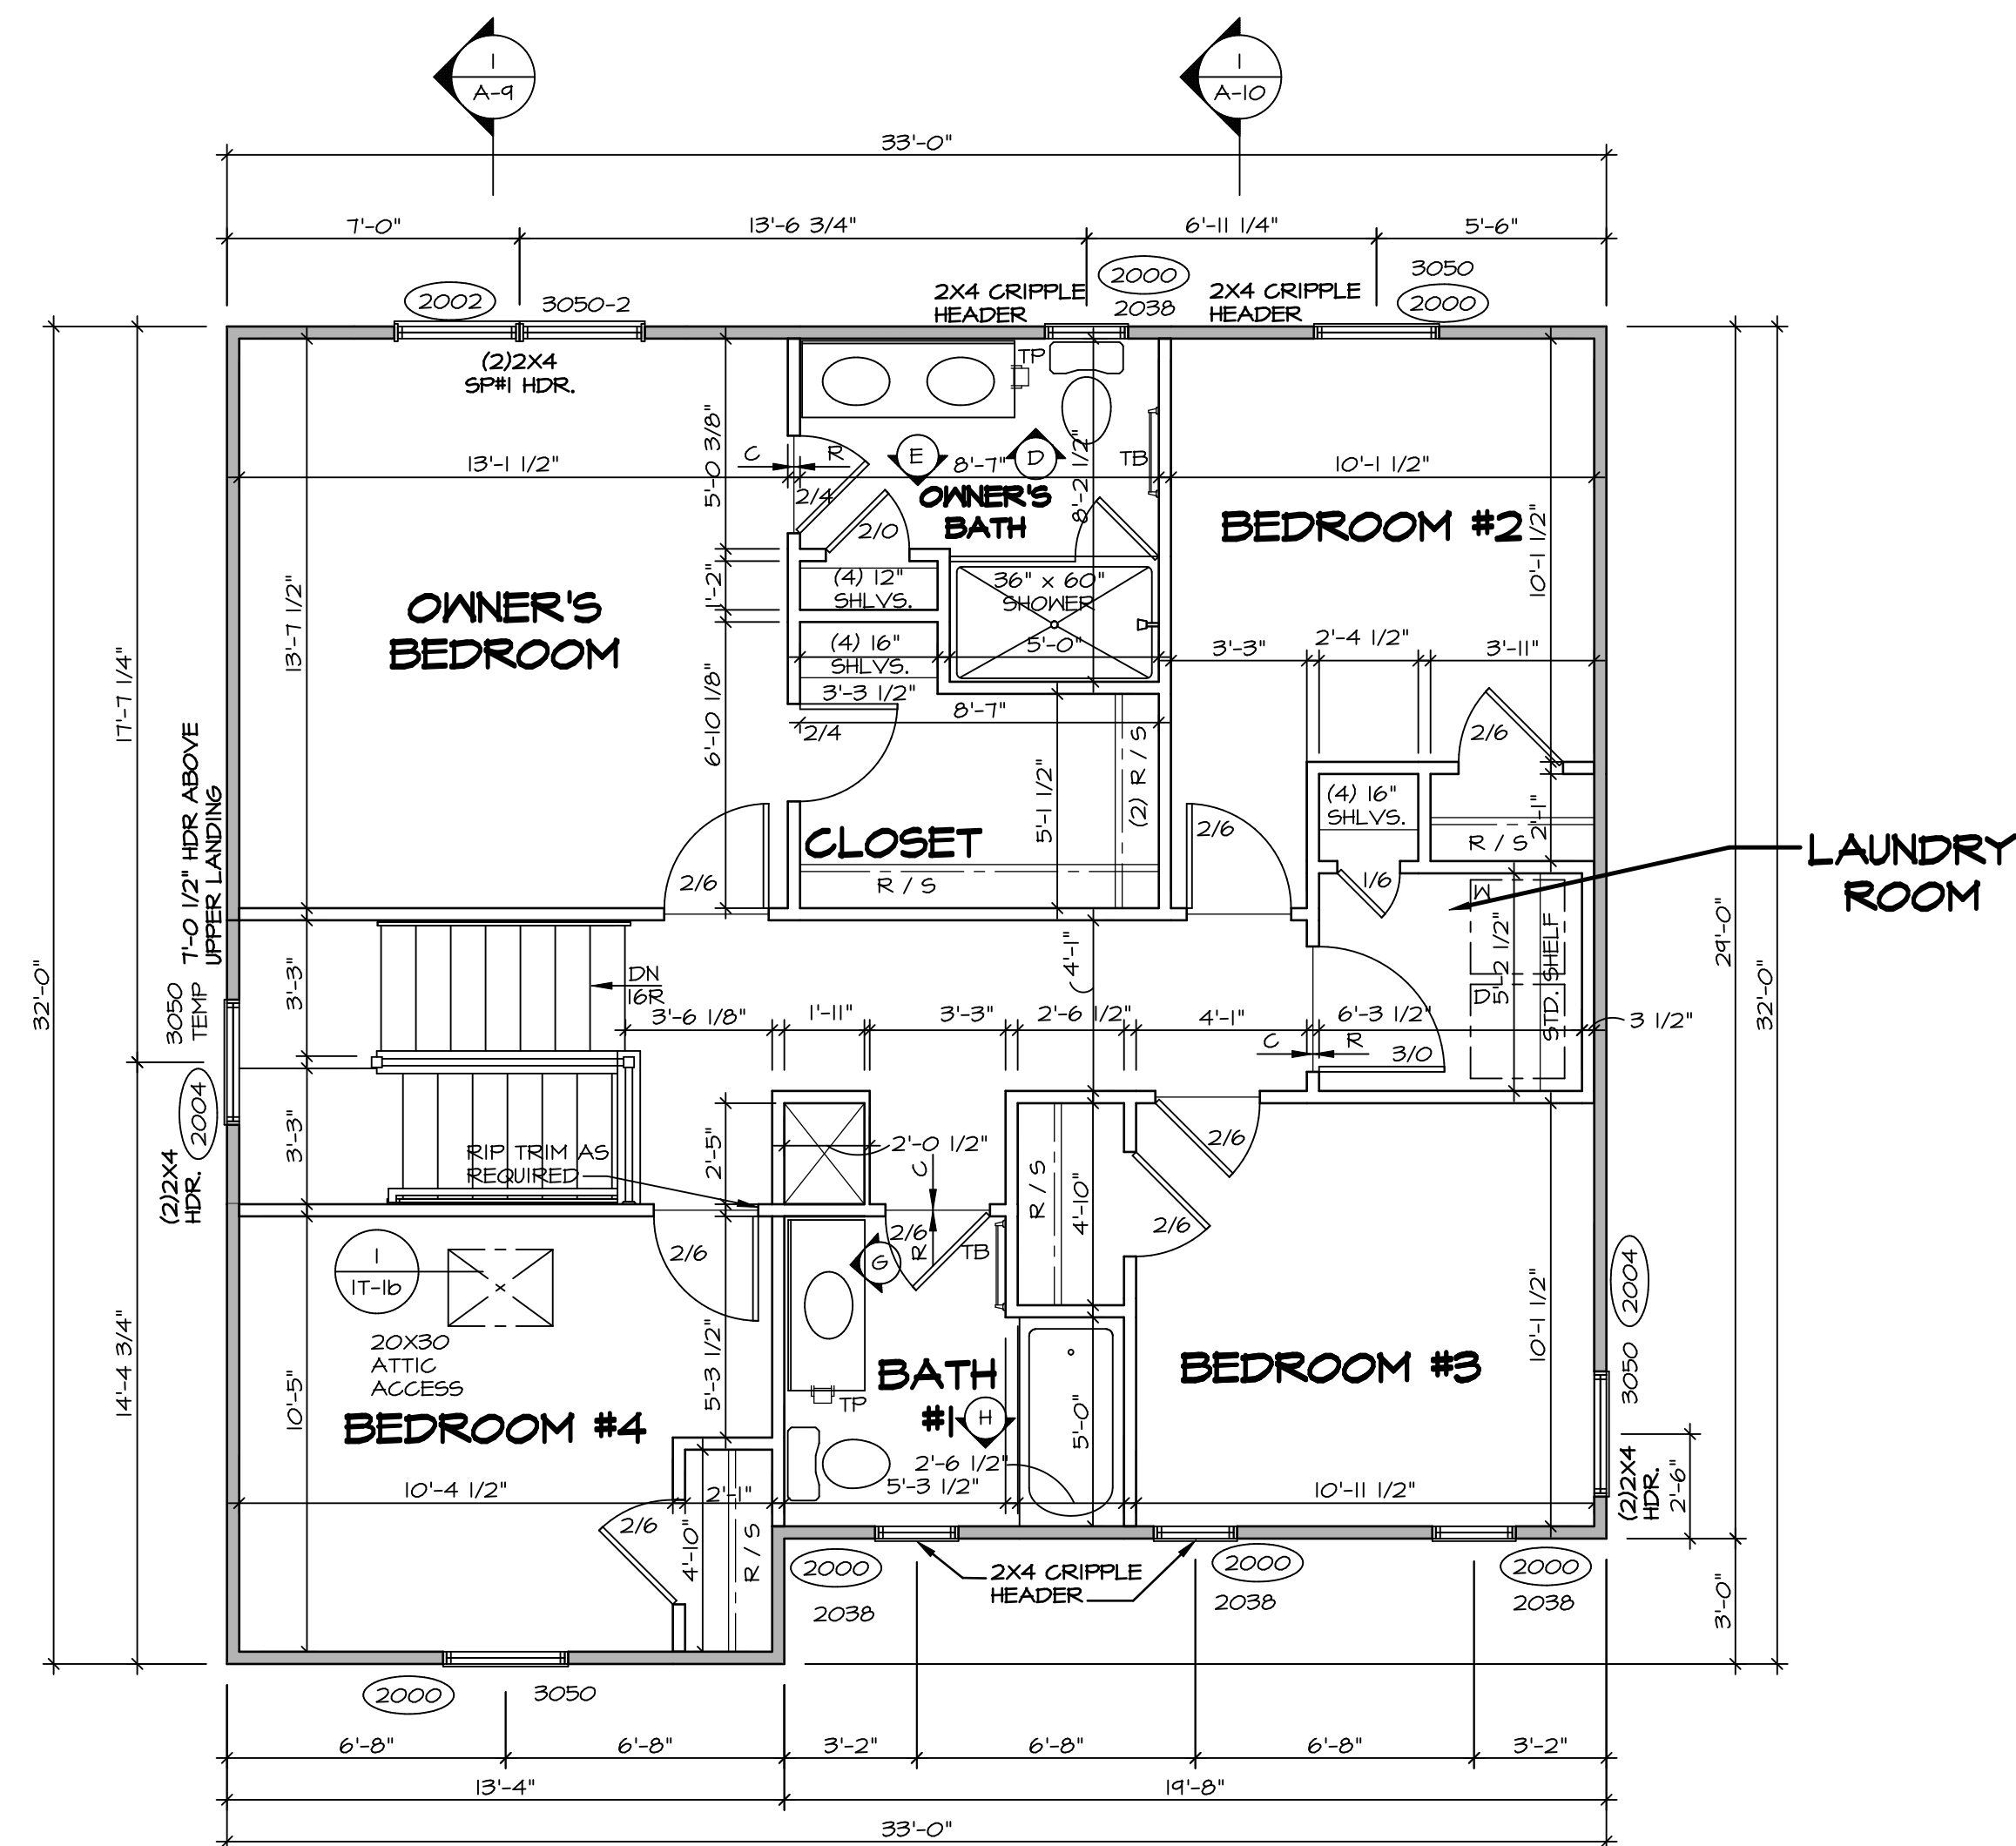 1
A-9
1
A-10
33'-0"
7'-0"
13'-6 3/4"
6'-11 1/4"
5'-6"
2002
3050-2
2X4 CRIPPLE
HEADER
2000
2038
2X4 CRIPPLE
HEADER
3050
2000
(2)2X4
SP#1 HDR.
TP
13'-1 1/2"
5'-0 3/8"
C
R
E
8'-7"
D
8'-2 1/2"
TB
10'-1 1/2"
2/4
OWNER'S
BATH
2/0
BEDROOM #2
10'-1 1/2"
OWNER'S
BEDROOM
13'-7 1/2"
1'-2"
(4) 12"
SHLVS.
36" x 60"
SHOWER
(4) 16"
SHLVS.
5'-0"
3'-3"
2'-4 1/2"
3'-11"
3'-3 1/2"
6'-10 1/8"
8'-7"
2/4
5'-1 1/2"
(2) R / S
2/6
17'-7 1/4"
7'-0 1/2" HDR ABOVE
UPPER LANDING
(4) 16"
SHLVS.
2'-1"
R / S
CLOSET
R / S
2/6
2/6
LAUNDRY
ROOM
1/6
W
32'-0"
3050
TEMP
3'-3"
DN
16R
4'-1"
5'-2 1/2"
STD. SHELF
D
29'-0"
32'-0"
3'-6 1/8"
1'-11"
3'-3"
2'-6 1/2"
4'-1"
6'-3 1/2"
3 1/2"
C
R
3/0
2004
(2)2X4
HDR.
3'-3"
RIP TRIM AS
REQUIRED
2'-5"
2'-0 1/2"
C
R
2/6
R / S
4'-10"
2/6
2/6
1
1T-1b
2/6
G
TB
20X30
ATTIC
ACCESS
14'-4 3/4"
10'-5"
5'-3 1/2"
BEDROOM #4
TP
BATH
#1
H
5'-0"
BEDROOM #3
10'-1 1/2"
2004
3050
(2)2X4
HDR.
2'-6"
10'-4 1/2"
2'-1"
2'-6 1/2"
5'-3 1/2"
10'-11 1/2"
2/6
4'-10"
R / S
2000
2038
2X4 CRIPPLE
HEADER
2000
2038
2000
2038
3'-0"
2000
3050
6'-8"
6'-8"
3'-2"
6'-8"
6'-8"
3'-2"
13'-4"
19'-8"
33'-0"